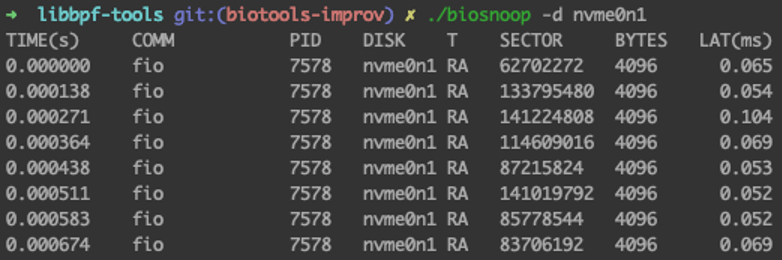 ➜ libbpf-tools git:(biotools-improv) ✗ ./biosnoop -d nvme0n1
TIME(s) COMM PID DISK T SECTOR BYTES LAT(ms)
0.000000 fio 7578 nvme0n1 RA 62702272 4096 0.065
0.000138 fio 7578 nvme0n1 RA 133795480 4096 0.054
0.000271 fio 7578 nvme0n1 RA 141224808 4096 0.104
0.000364 fio 7578 nvme0n1 RA 114609016 4096 0.069
0.000438 fio 7578 nvme0n1 RA 87215824 4096 0.053
0.000511 fio 7578 nvme0n1 RA 141019792 4096 0.052
0.000583 fio 7578 nvme0n1 RA 85778544 4096 0.052
0.000674 fio 7578 nvme0n1 RA 83706192 4096 0.069